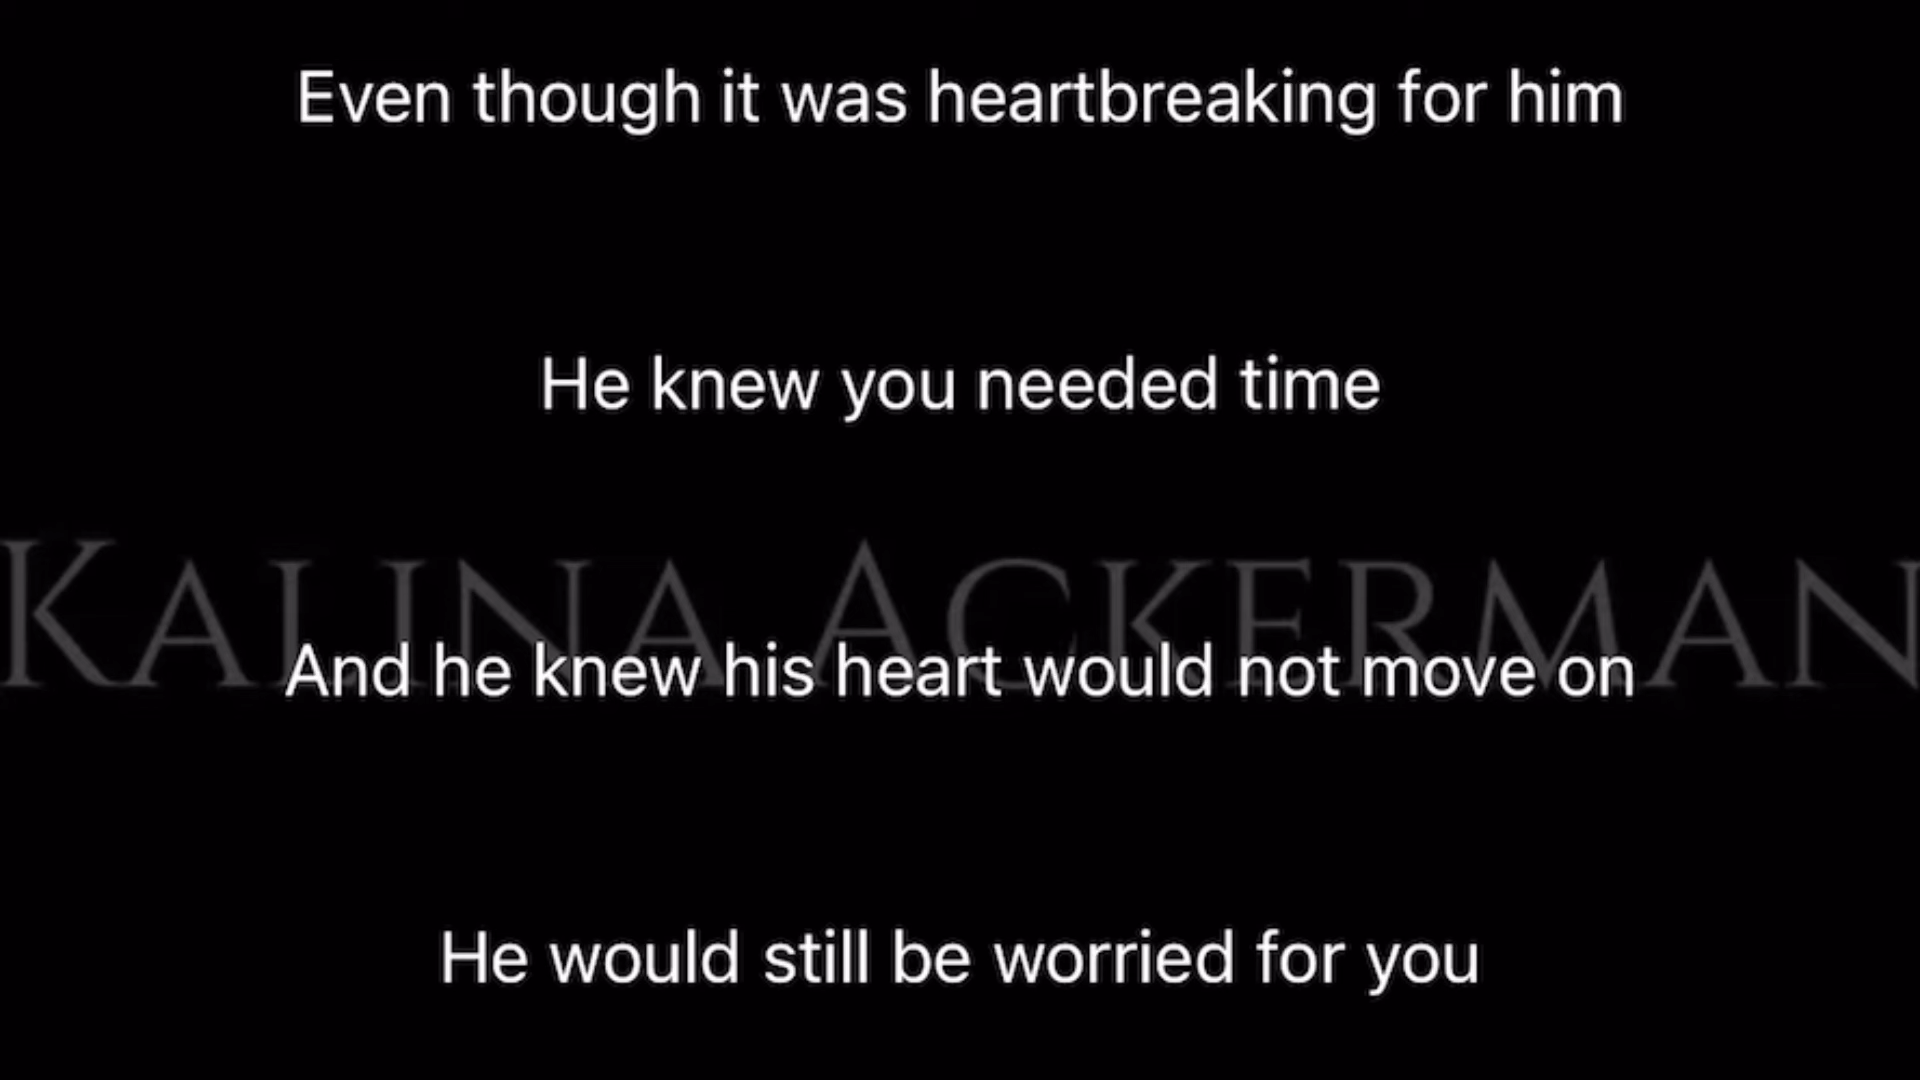 Even though it was heartbreaking for him
He knew you needed time
KALINA ACKERMAN
And he knew his heart would not move on
He would still be worried for you